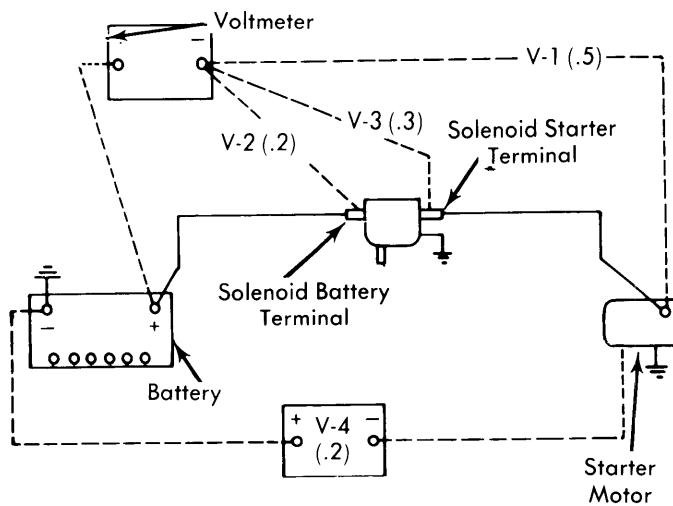 Voltmeter
−
V-1 (.5)
V-2 (.2)
V-3 (.3)
Solenoid Starter
Terminal
Solenoid Battery
Terminal
− +
Battery
+ V-4 −
(.2)
Starter
Motor